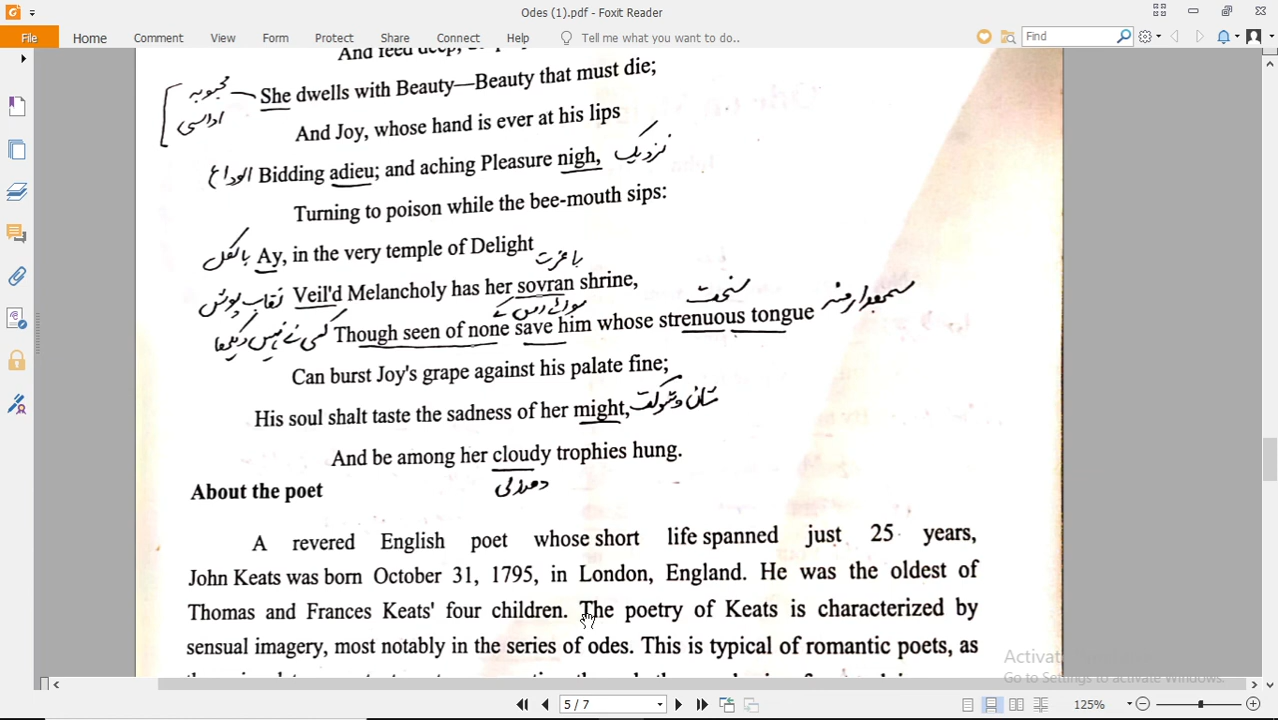 Odes (1).pdf - Foxit Reader
File Home Comment View Form Protect Share Connect Help Tell me what you want to do.. Find
And feed deep,
محبوبہ She dwells with Beauty—Beauty that must die;
اداسی And Joy, whose hand is ever at his lips
الوداع Bidding adieu; and aching Pleasure nigh, نزدیک
Turning to poison while the bee-mouth sips:
بالکل Ay, in the very temple of Delight
باعزت
نقاب پوش Veil'd Melancholy has her sovran shrine,
سوائے اس کے سخت
کسی نے نہیں دیکھا Though seen of none save him whose strenuous tongue سمجھدار منہ
Can burst Joy's grape against his palate fine;
His soul shalt taste the sadness of her might, شان و شوکت
And be among her cloudy trophies hung.
About the poet
A revered English poet whose short life spanned just 25 years,
John Keats was born October 31, 1795, in London, England. He was the oldest of
Thomas and Frances Keats' four children. The poetry of Keats is characterized by
sensual imagery, most notably in the series of odes. This is typical of romantic poets, as
Go to Settings to activate Windows.
5 / 7 125%